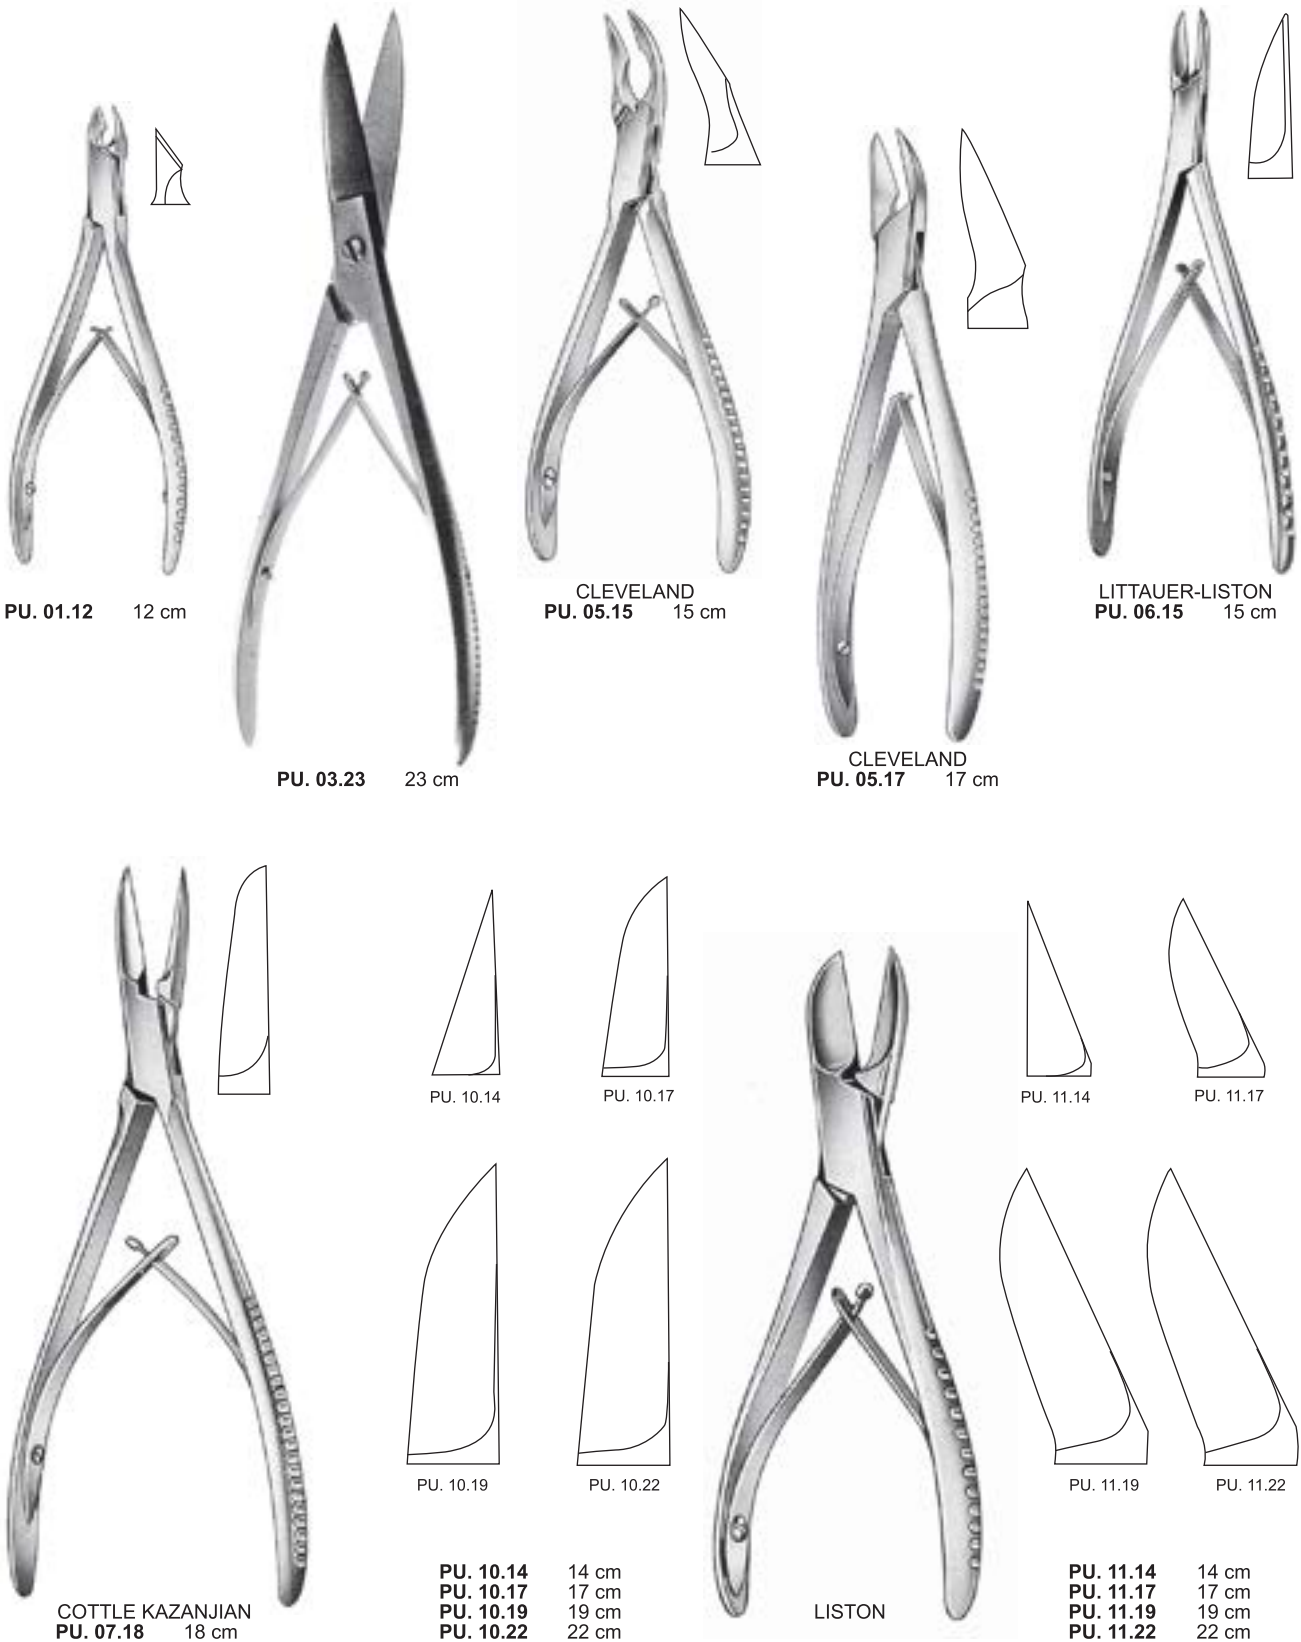 CLEVELAND
PU. 05.15 15 cm
LITTAUER-LISTON
PU. 06.15 15 cm
PU. 01.12 12 cm
CLEVELAND
PU. 05.17 17 cm
PU. 03.23 23 cm
PU. 10.14
PU. 10.17
PU. 11.14
PU. 11.17
PU. 10.19
PU. 10.22
PU. 11.19
PU. 11.22
COTTLE KAZANJIAN
PU. 07.18 18 cm
PU. 10.14 14 cm
PU. 10.17 17 cm
PU. 10.19 19 cm
PU. 10.22 22 cm
LISTON
PU. 11.14 14 cm
PU. 11.17 17 cm
PU. 11.19 19 cm
PU. 11.22 22 cm